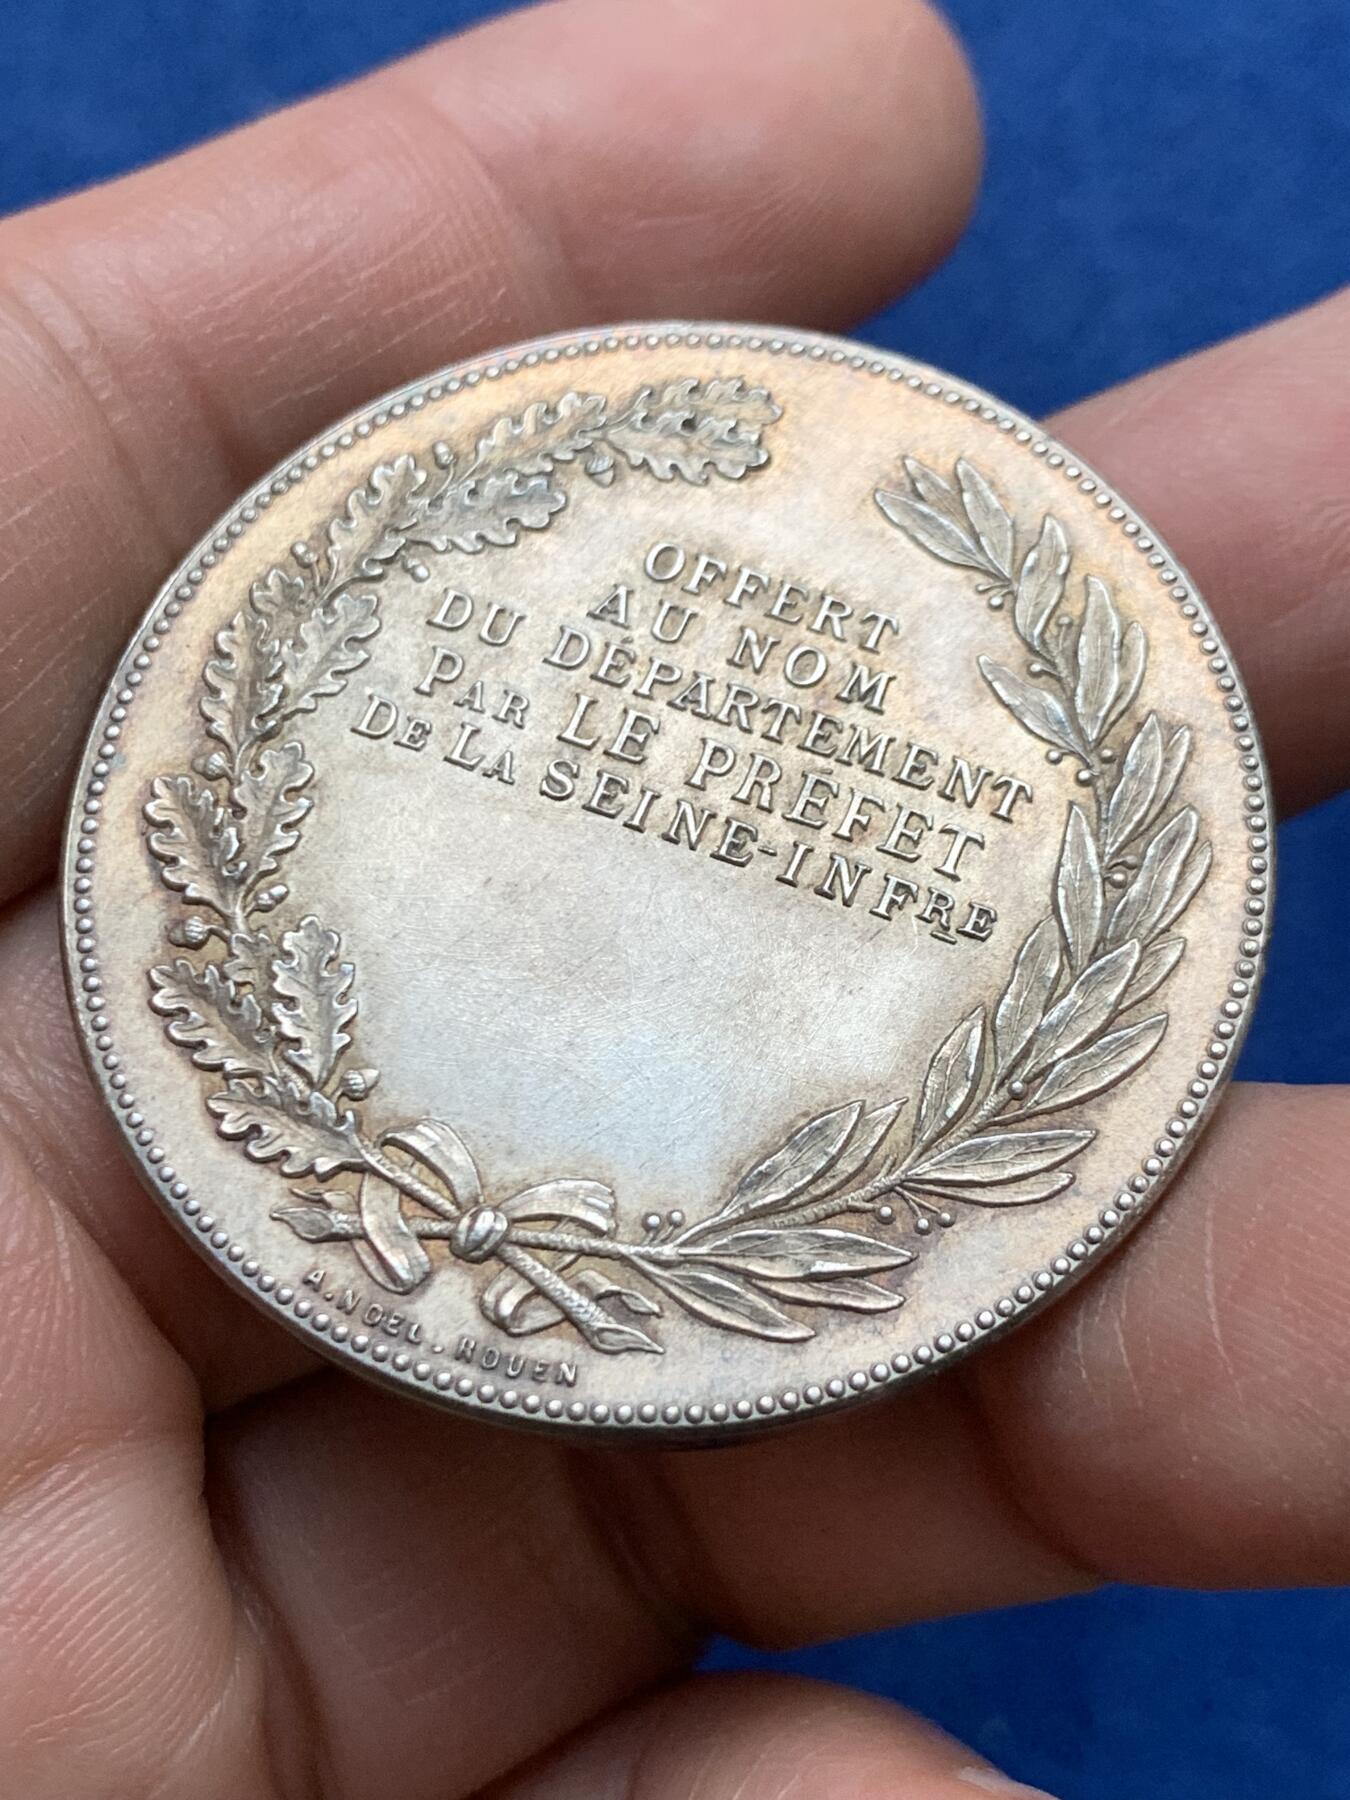 OFFERT
AU NOM
DU DÉPARTEMENT
PAR LE PRÉFET
DE LA SEINE-INFRE
A. NOEL. ROUEN